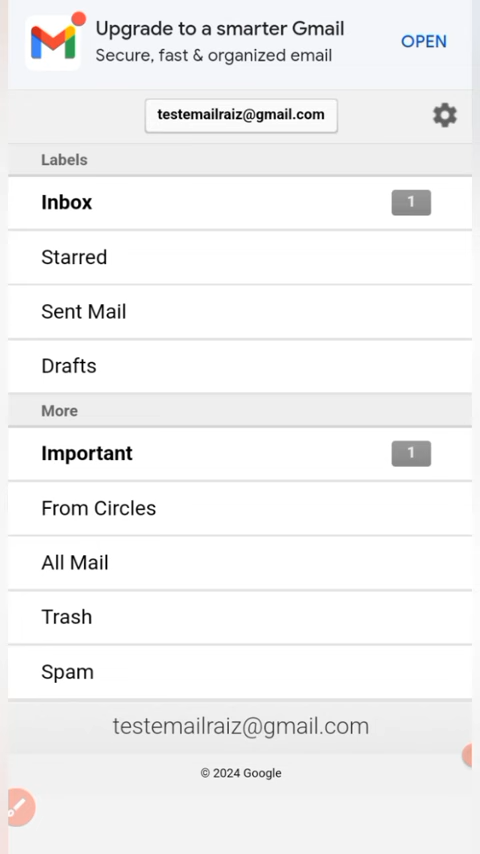 Upgrade to a smarter Gmail
Secure, fast & organized email
OPEN
testemailraiz@gmail.com
Labels
Inbox 1
Starred
Sent Mail
Drafts
More
Important 1
From Circles
All Mail
Trash
Spam
testemailraiz@gmail.com
© 2024 Google